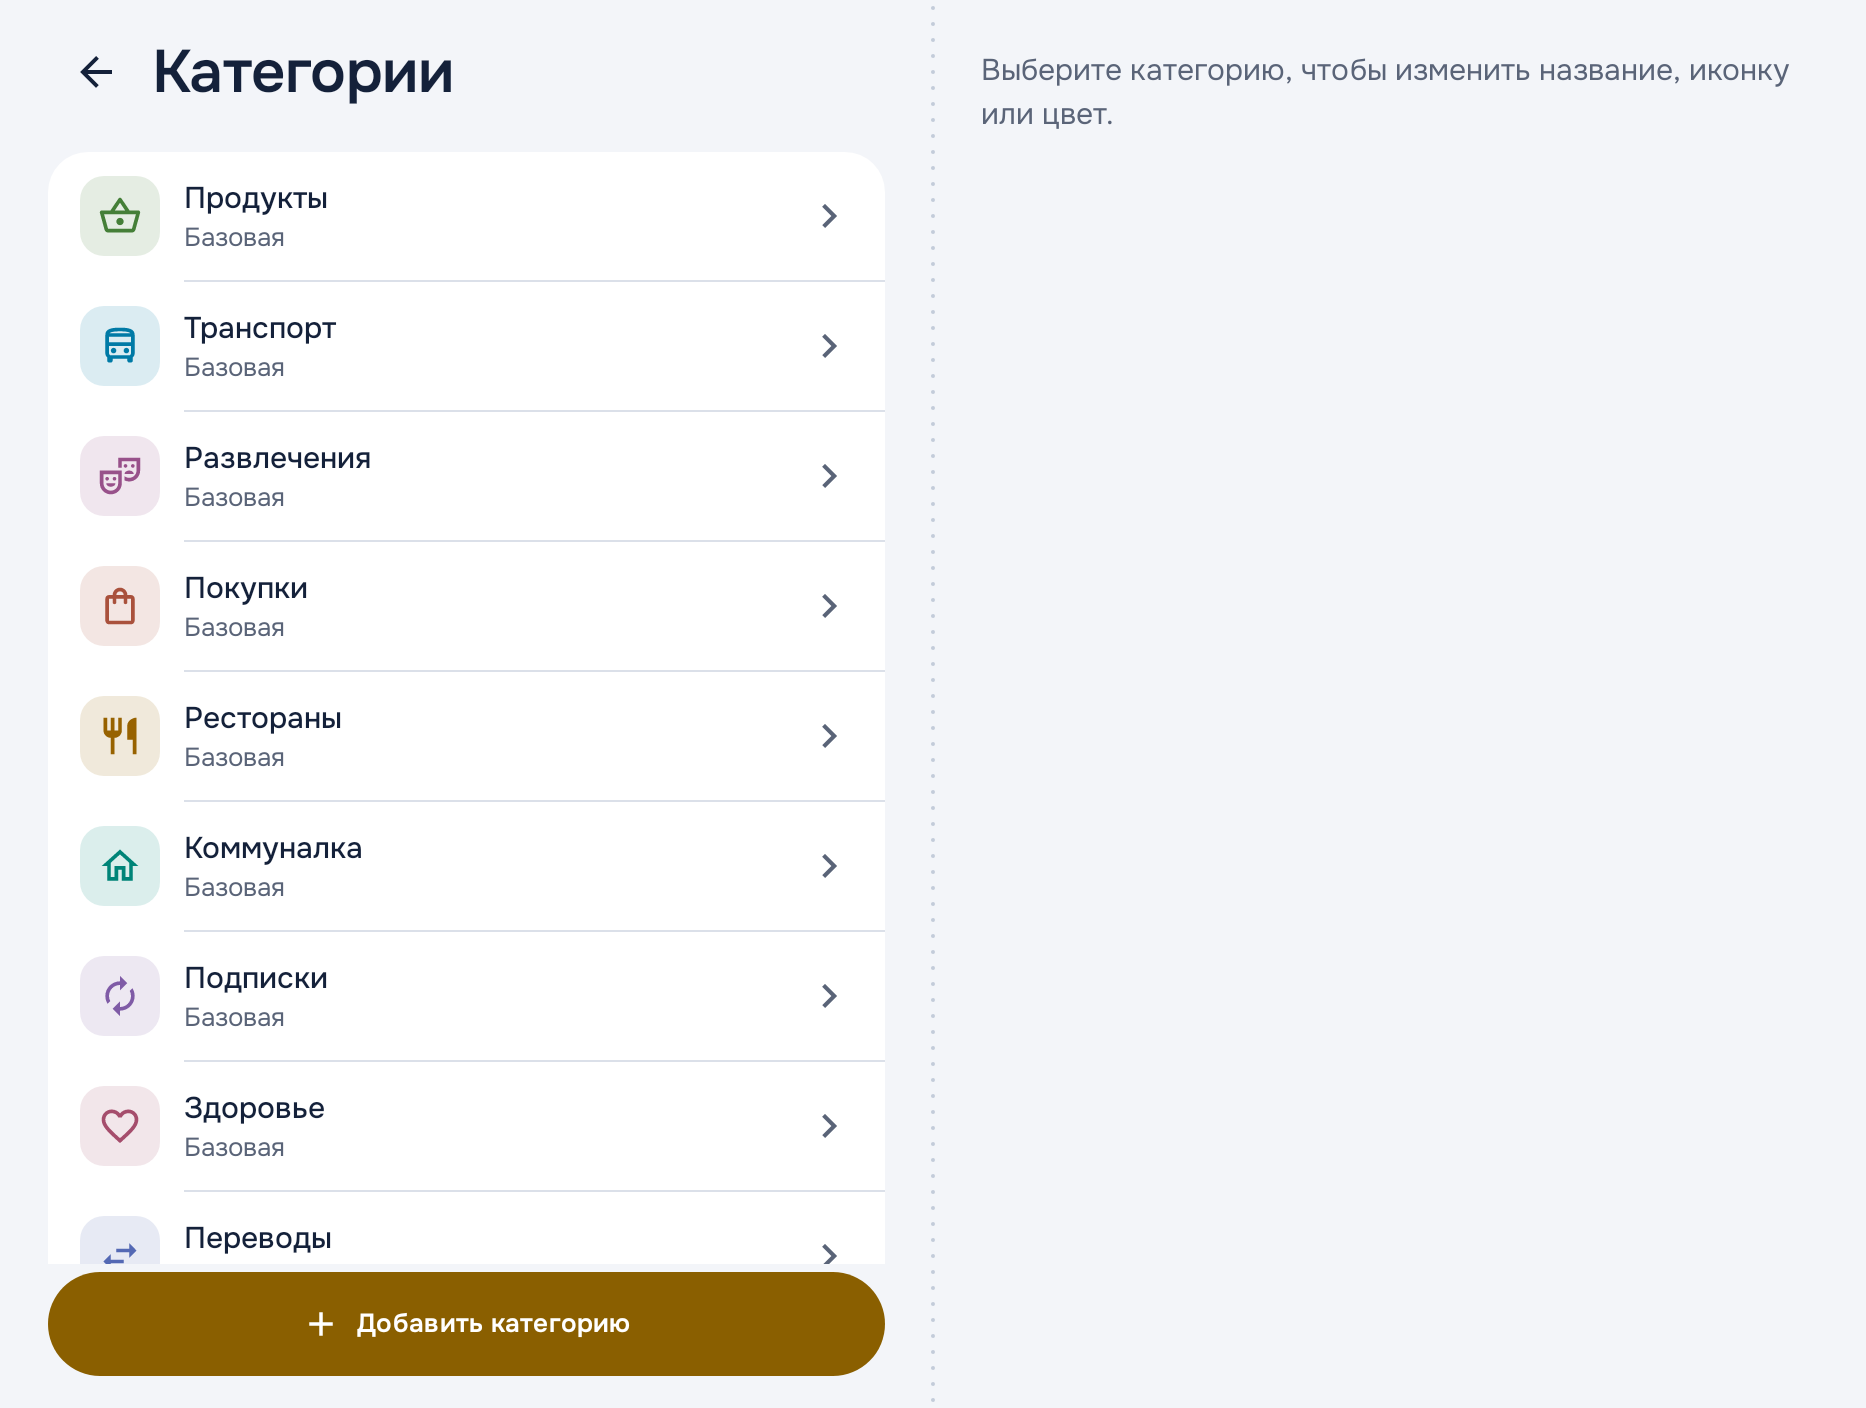 Категории
Продукты
Базовая
Транспорт
Базовая
Развлечения
Базовая
Покупки
Базовая
Рестораны
Базовая
Коммуналка
Базовая
Подписки
Базовая
Здоровье
Базовая
Переводы
Добавить категорию
Выберите категорию, чтобы изменить название, иконку
или цвет.